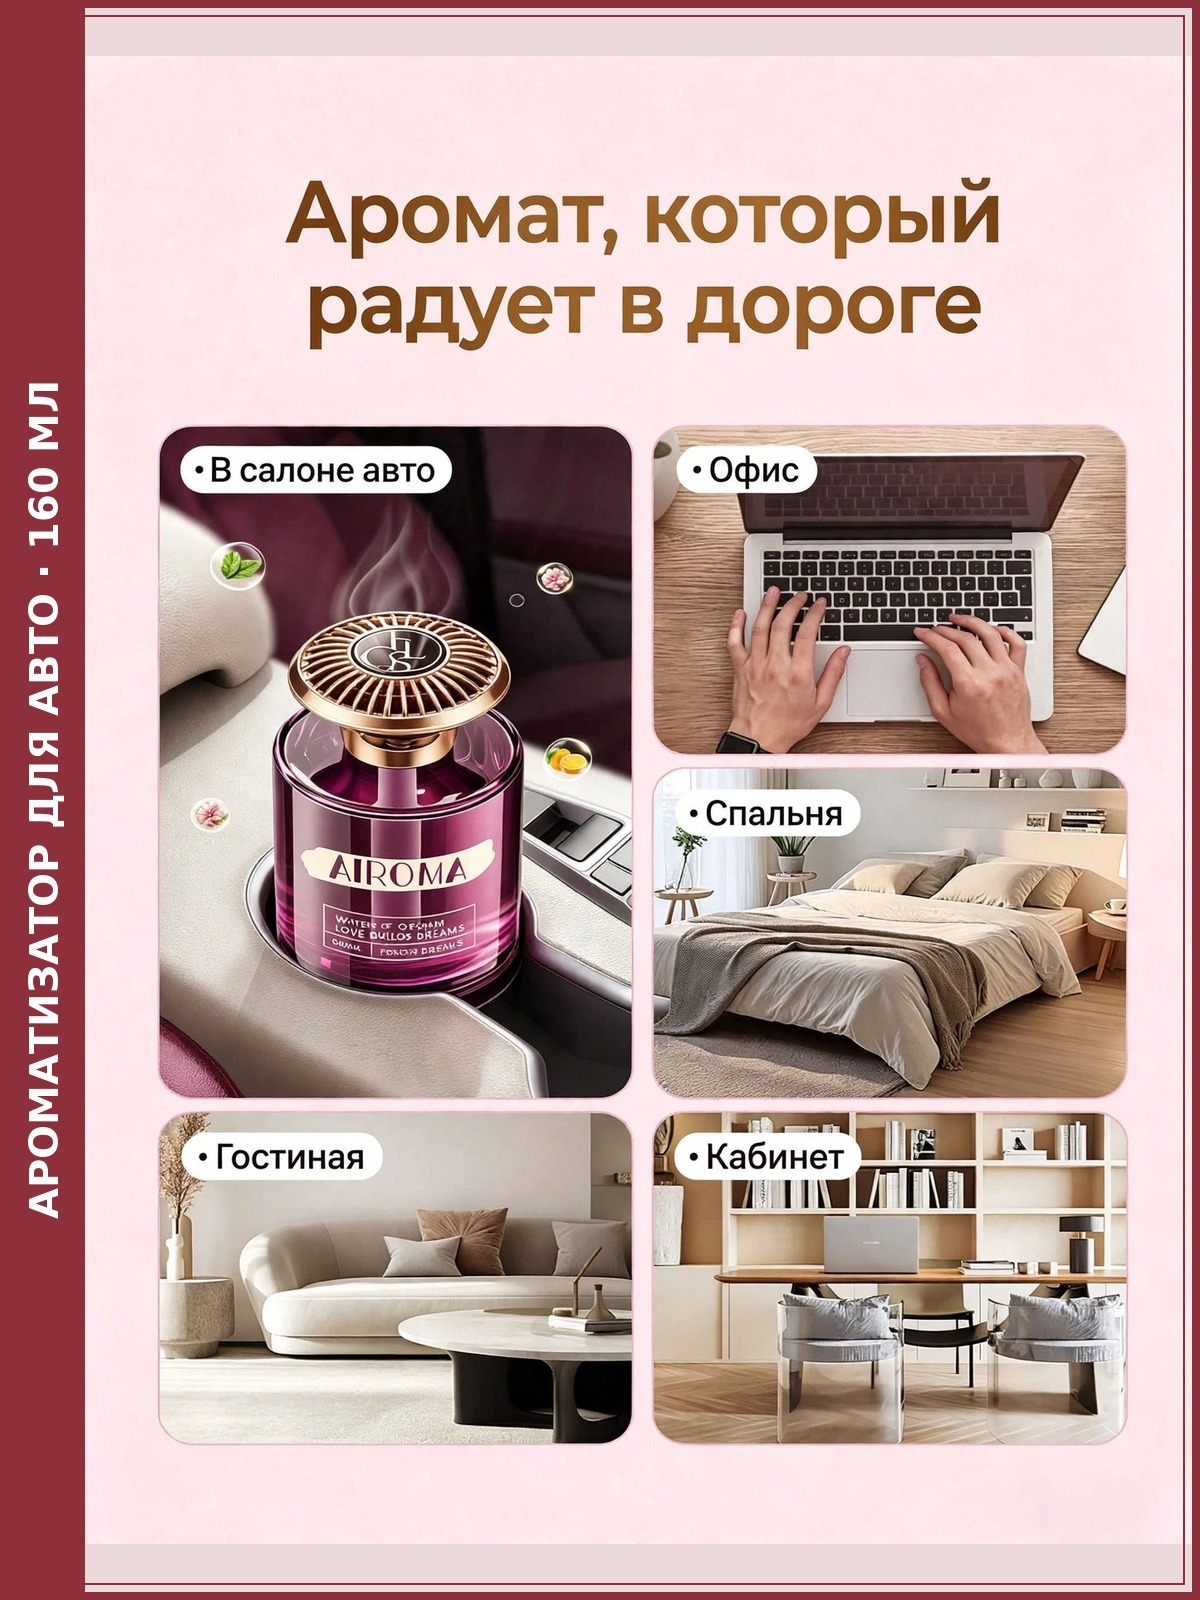 АРОМАТИЗАТОР ДЛЯ АВТО · 160 МЛ
Аромат, который
радует в дороге
• В салоне авто
• Офис
AIROMA
LOVE DREAMS
• Спальня
• Гостиная
• Кабинет